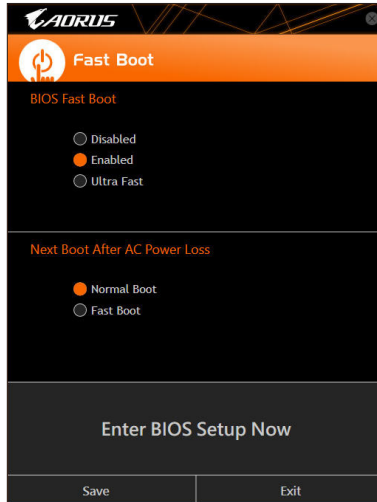 AORUS
Fast Boot
BIOS Fast Boot
Disabled
Enabled
Ultra Fast
Next Boot After AC Power Loss
Normal Boot
Fast Boot
Enter BIOS Setup Now
Save Exit